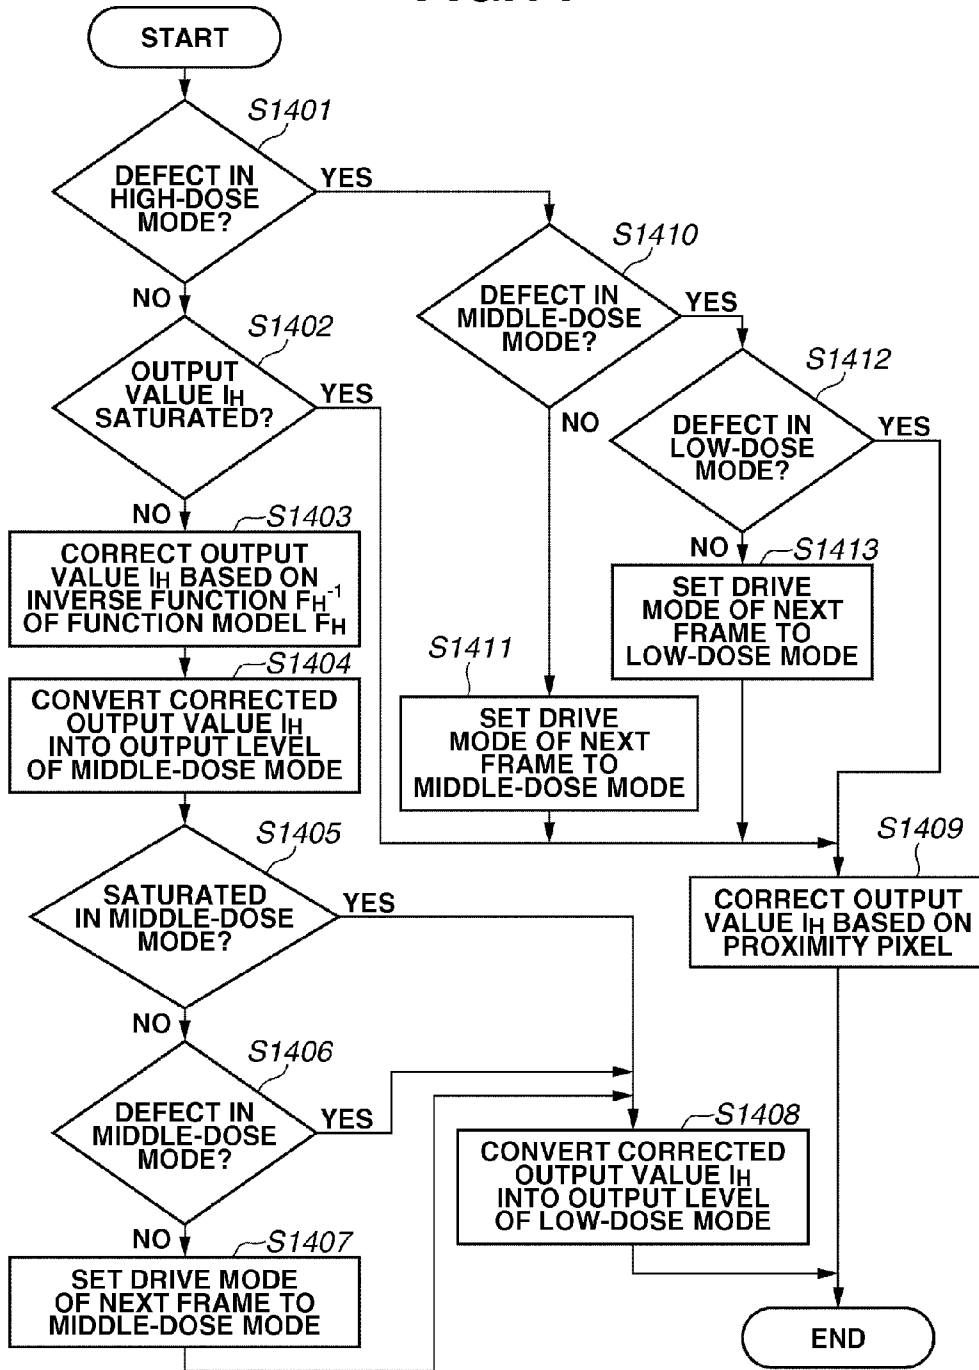 START
S1401
DEFECT IN
HIGH-DOSE
MODE?
YES
NO
S1402
OUTPUT
VALUE IH
SATURATED?
YES
NO
S1403
CORRECT OUTPUT
VALUE IH BASED ON
INVERSE FUNCTION FH-1
OF FUNCTION MODEL FH
S1404
CONVERT CORRECTED
OUTPUT VALUE IH
INTO OUTPUT LEVEL
OF MIDDLE-DOSE MODE
S1405
SATURATED
IN MIDDLE-DOSE
MODE?
YES
NO
S1406
DEFECT IN
MIDDLE-DOSE
MODE?
YES
NO
S1407
SET DRIVE MODE
OF NEXT FRAME TO
MIDDLE-DOSE MODE
S1410
DEFECT IN
MIDDLE-DOSE
MODE?
YES
NO
S1411
SET DRIVE
MODE OF NEXT
FRAME TO
MIDDLE-DOSE MODE
S1412
DEFECT IN
LOW-DOSE
MODE?
YES
NO
S1413
SET DRIVE
MODE OF NEXT
FRAME TO
LOW-DOSE MODE
S1409
CORRECT OUTPUT
VALUE IH BASED ON
PROXIMITY PIXEL
S1408
CONVERT CORRECTED
OUTPUT VALUE IH
INTO OUTPUT LEVEL
OF LOW-DOSE MODE
END